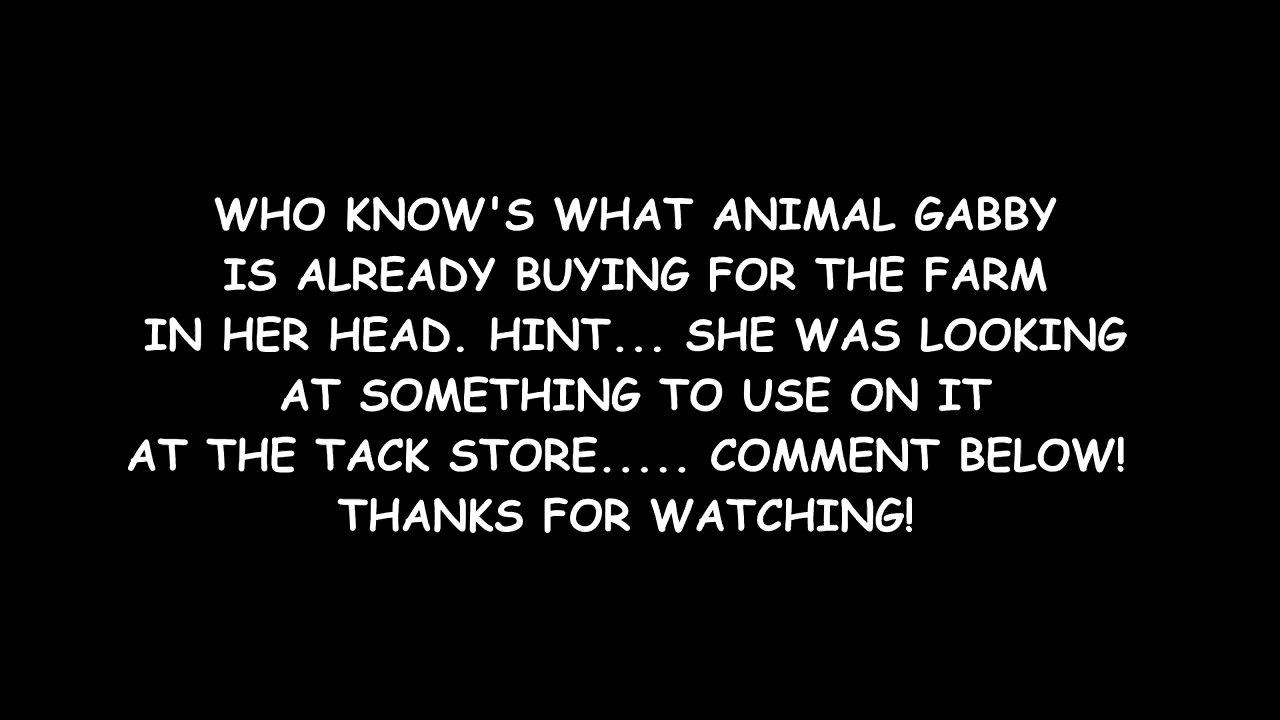 WHO KNOW'S WHAT ANIMAL GABBY
IS ALREADY BUYING FOR THE FARM
IN HER HEAD. HINT... SHE WAS LOOKING
AT SOMETHING TO USE ON IT
AT THE TACK STORE..... COMMENT BELOW!
THANKS FOR WATCHING!